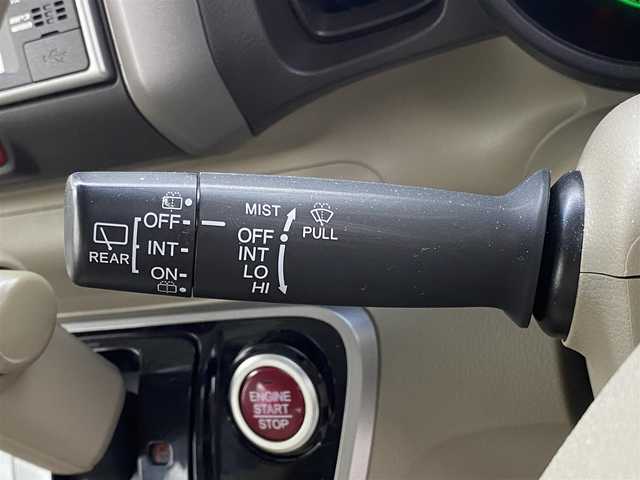 REAR
OFF
INT
ON
MIST
OFF
INT
LO
HI
PULL
ENGINE
START
STOP